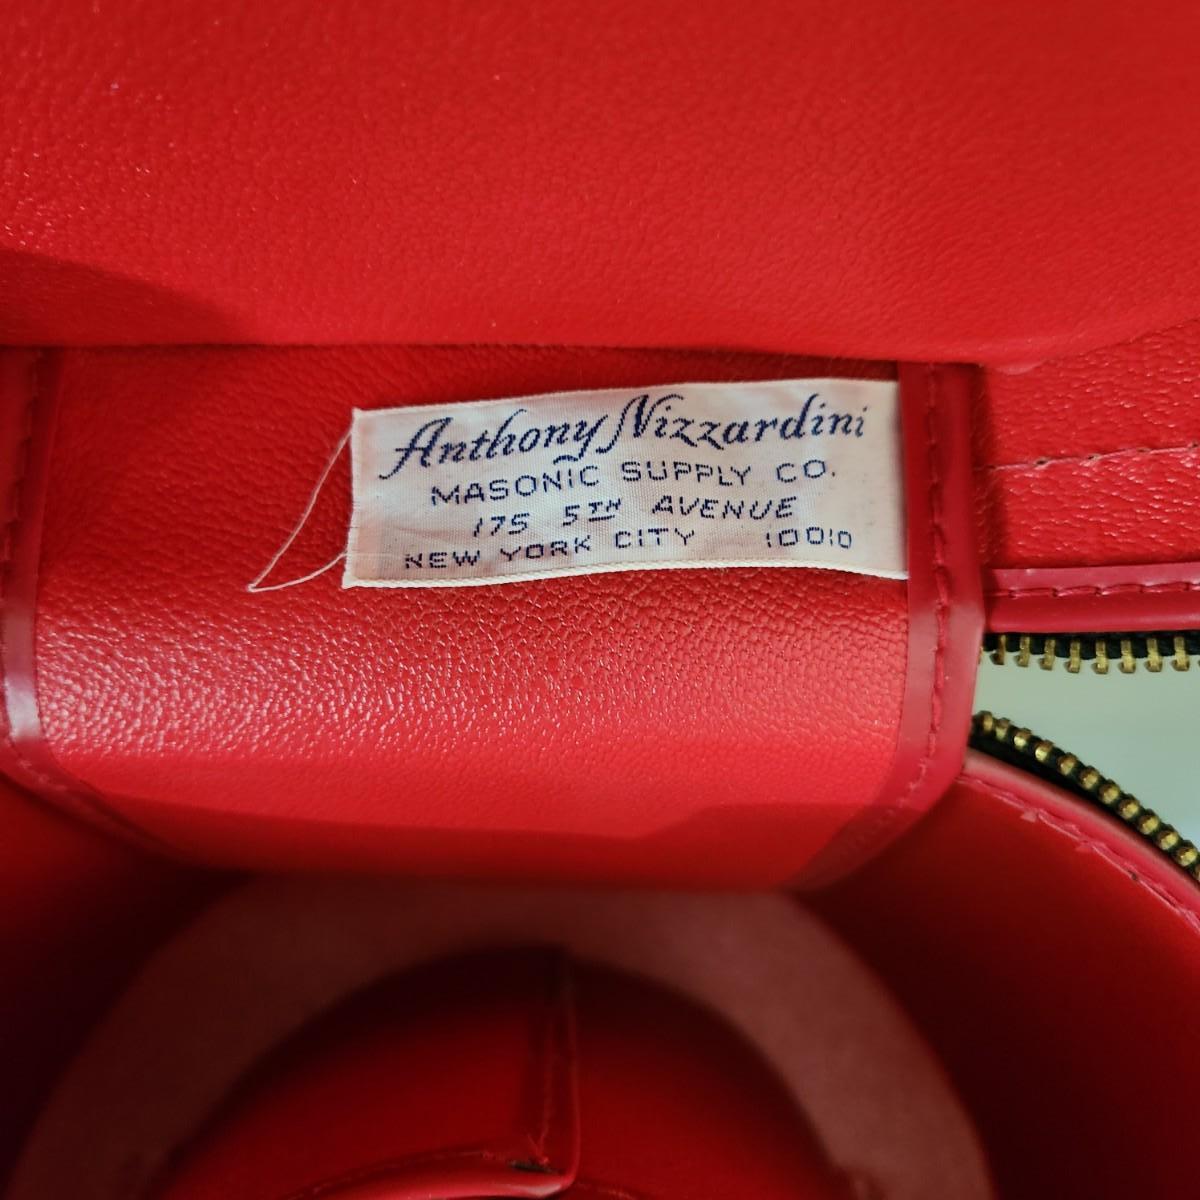 Anthony Nizzardini
MASONIC SUPPLY CO.
175 5TH AVENUE
NEW YORK CITY 10010